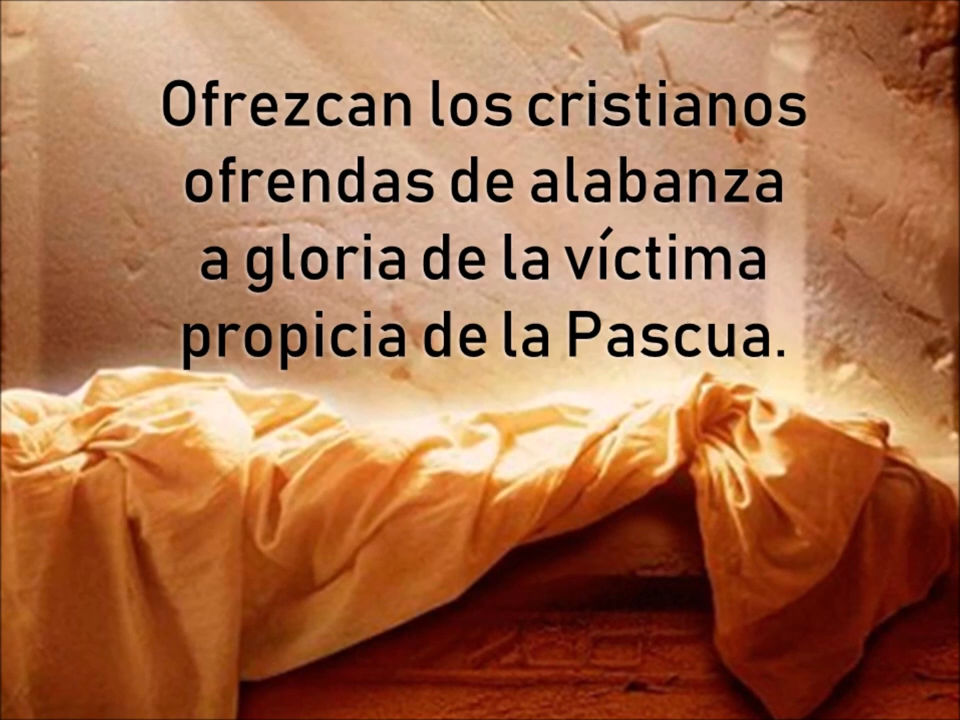 Ofrezcan los cristianos
ofrendas de alabanza
a gloria de la víctima
propicia de la Pascua.